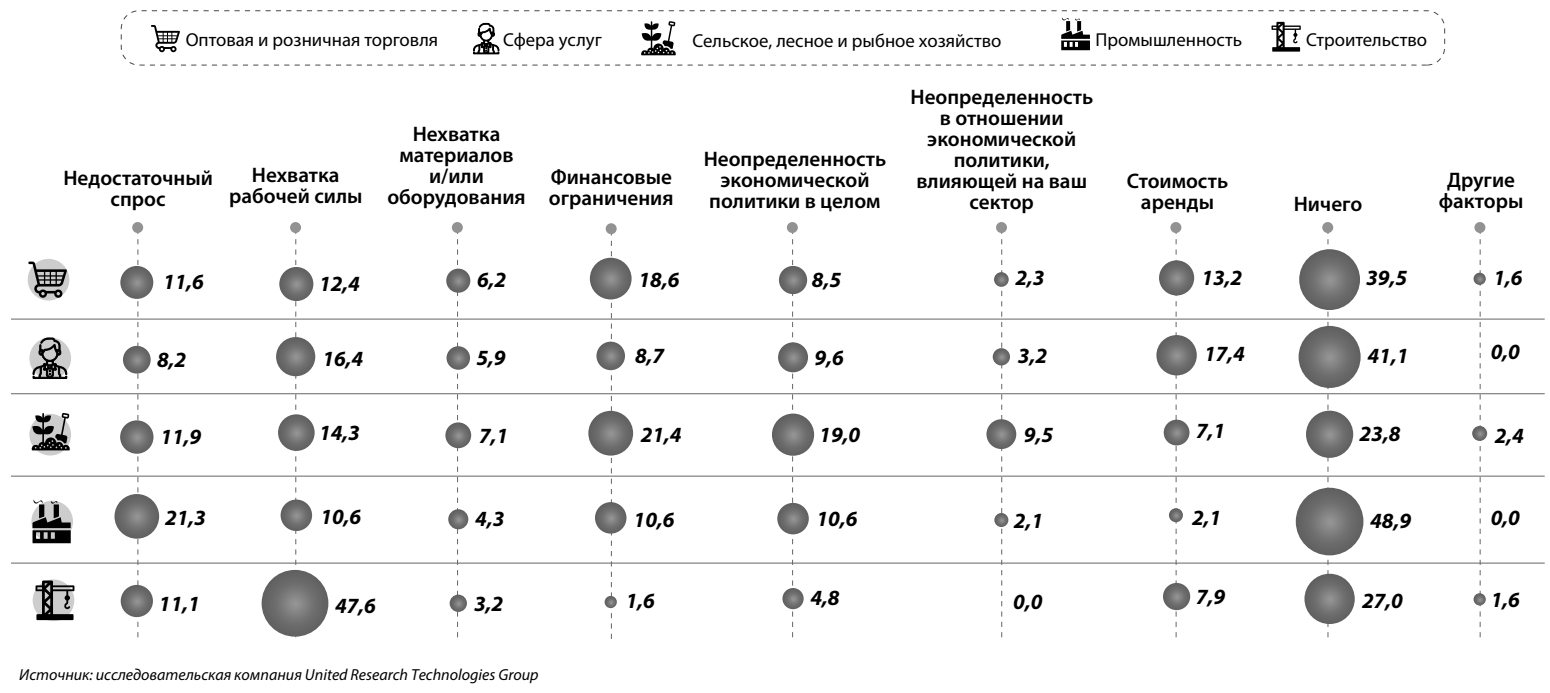 Оптовая и розничная торговля
Сфера услуг
Сельское, лесное и рыбное хозяйство
Промышленность
Строительство
Недостаточный
спрос
Нехватка
рабочей силы
Нехватка
материалов
и/или
оборудования
Финансовые
ограничения
Неопределенность
экономической
политики в целом
Неопределенность
в отношении
экономической
политики,
влияющей на ваш
сектор
Стоимость
аренды
Ничего
Другие
факторы
11,6 12,4 6,2 18,6 8,5 2,3 13,2 39,5 1,6
8,2 16,4 5,9 8,7 9,6 3,2 17,4 41,1 0,0
11,9 14,3 7,1 21,4 19,0 9,5 7,1 23,8 2,4
21,3 10,6 4,3 10,6 10,6 2,1 2,1 48,9 0,0
11,1 47,6 3,2 1,6 4,8 0,0 7,9 27,0 1,6
Источник: исследовательская компания United Research Technologies Group